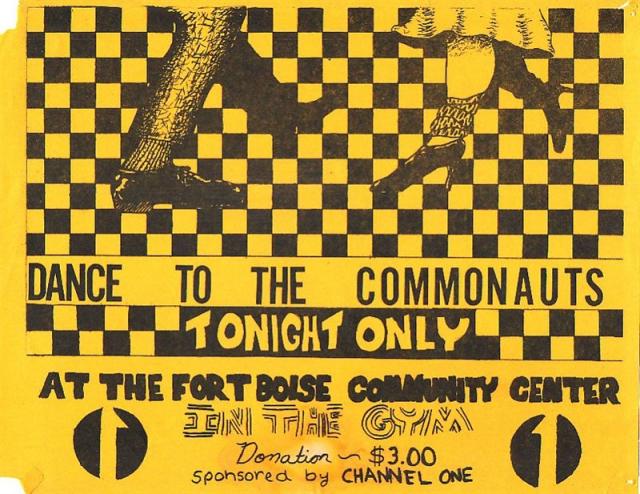 DANCE TO THE COMMONAUTS
TONIGHT ONLY
AT THE FORT BOISE COMMUNITY CENTER
IN THE GYM
Donation ~ $3.00
Sponsored by CHANNEL ONE
1 1